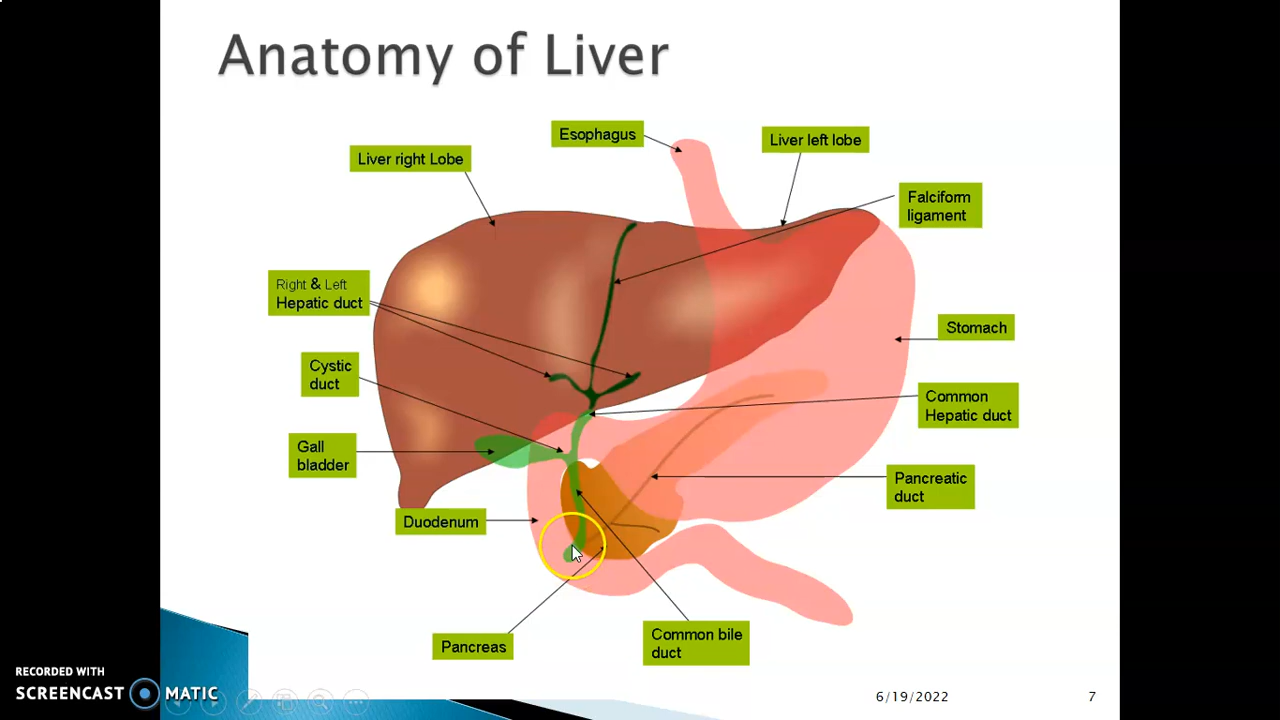 Anatomy of Liver
Esophagus
Liver left lobe
Liver right Lobe
Falciform
ligament
Right & Left
Hepatic duct
Stomach
Cystic
duct
Common
Hepatic duct
Gall
bladder
Pancreatic
duct
Duodenum
Common bile
duct
Pancreas
RECORDED WITH
SCREENCAST MATIC
6/19/2022
7